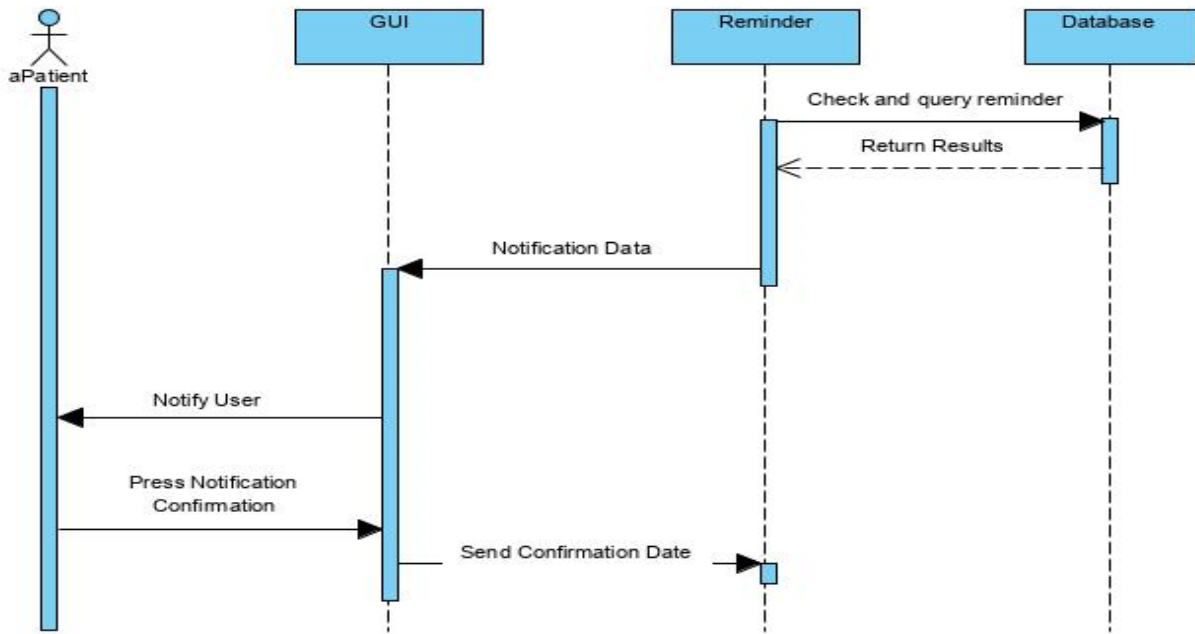 GUI
Reminder
Database
aPatient
Check and query reminder
Return Results
Notification Data
Notify User
Press Notification
Confirmation
Send Confirmation Date